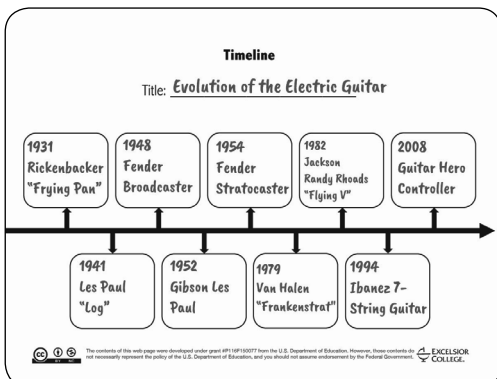 Timeline
Title: Evolution of the Electric Guitar
1931
Rickenbacker
"Frying Pan"
1948
Fender
Broadcaster
1954
Fender
Stratocaster
1982
Jackson
Randy Rhoads
"Flying V"
2008
Guitar Hero
Controller
1941
Les Paul
"Log"
1952
Gibson Les
Paul
1979
Van Halen
"Frankenstrat"
1994
Ibanez 7-
String Guitar
cc
BY NC
The contents of this web page were developed under grant #P116F150077 from the U.S. Department of Education. However, those contents do
not necessarily represent the policy of the U.S. Department of Education, and you should not assume endorsement by the Federal Government.
EXCELSIOR
COLLEGE.